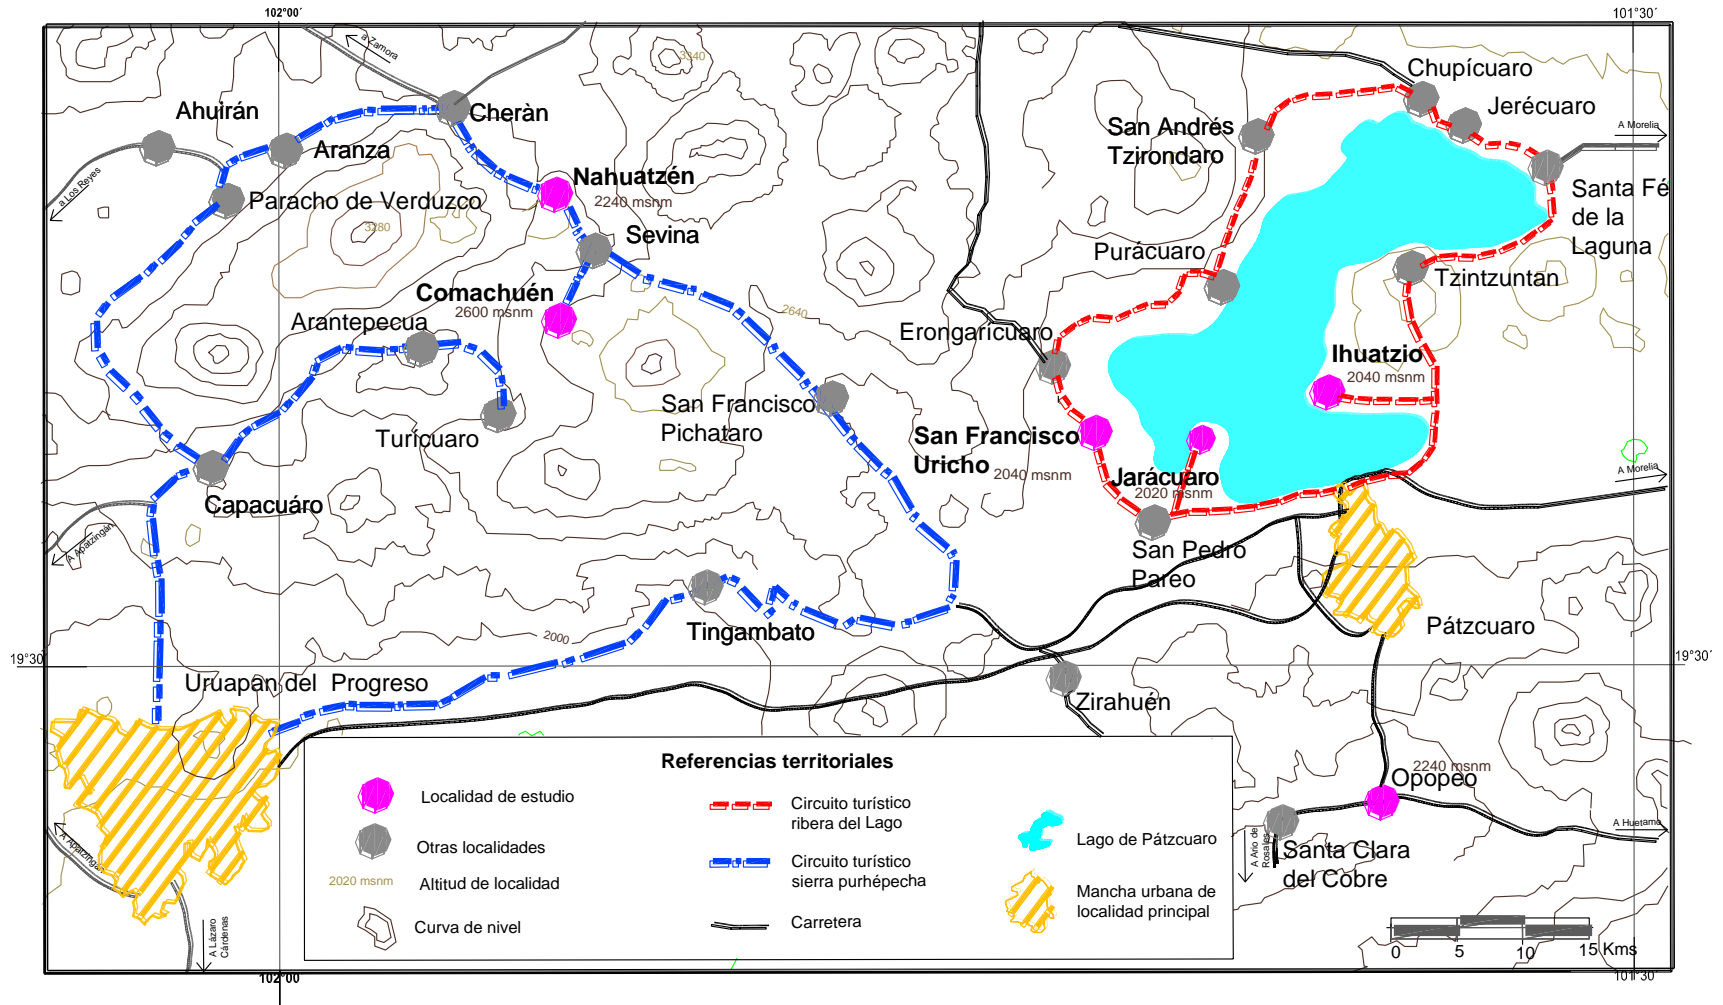 102°00´
101°30´
a Zamora
3340
Chupícuaro
Ahuirán
Cheràn
Jerécuaro
San Andrés
Tzirondaro
A Morelia
Aranza
a Los Reyes
Nahuatzén
2240 msnm
Paracho de Verduzco
Santa Fé
de la
Laguna
3280
Sevina
Purácuaro
Tzintzuntan
Comachuén
2600 msnm
2640
Arantepecua
Erongarícuaro
Ihuatzio
2040 msnm
San Francisco
Pichataro
Turícuaro
San Francisco
Uricho
2040 msnm
Jarácuaro
2020 msnm
A Morelia
Capacuáro
A Apatzingán
San Pedro
Pareo
Tingambato
2000
Pátzcuaro
19°30´
19°30´
Uruapan del Progreso
Zirahuén
Referencias territoriales
Localidad de estudio
Otras localidades
2020 msnm
Altitud de localidad
Curva de nivel
Circuito turístico
ribera del Lago
Circuito turístico
sierra purhépecha
Carretera
Lago de Pátzcuaro
Mancha urbana de
localidad principal
2240 msnm
Opopeo
A Huetamo
A Ario de
Rosales
Santa Clara
del Cobre
A Apatzingán
A Lázaro
Cárdenas
0 5 10 15 Kms
102°00´
101°30´